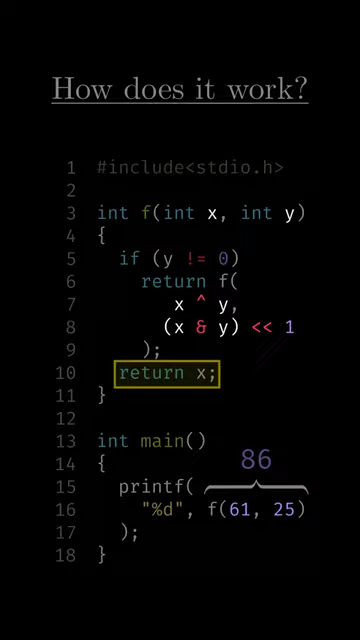 How does it work?
1 #include<stdio.h>
2
3 int f(int x, int y)
4 {
5 if (y != 0)
6 return f(
7 x ^ y,
8 (x & y) << 1
9 );
10 return x;
11 }
12
13 int main()
14 {
86
15 printf(
16 "%d", f(61, 25)
17 );
18 }